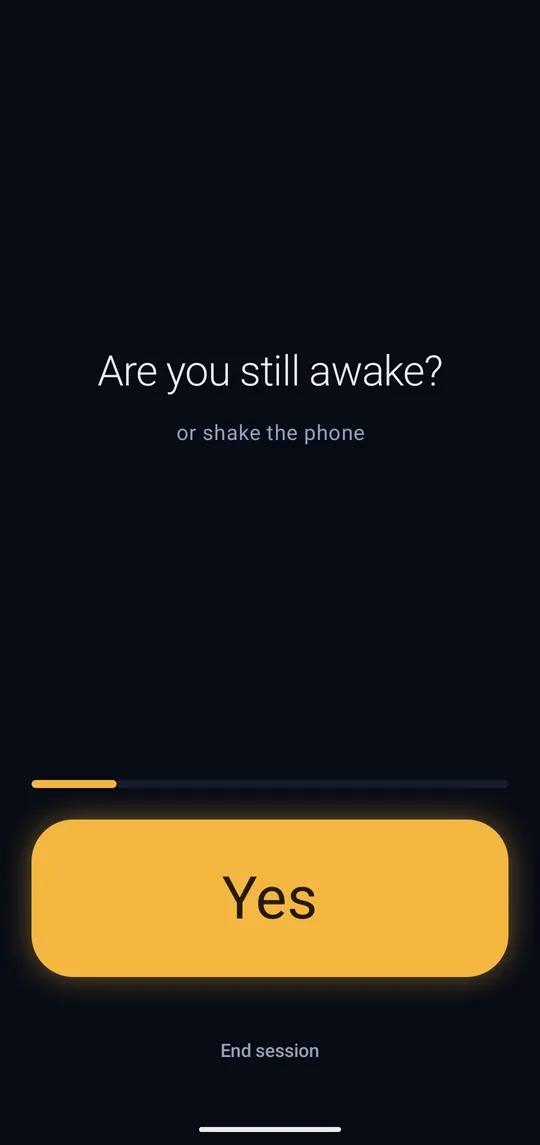 Are you still awake?
or shake the phone
Yes
End session